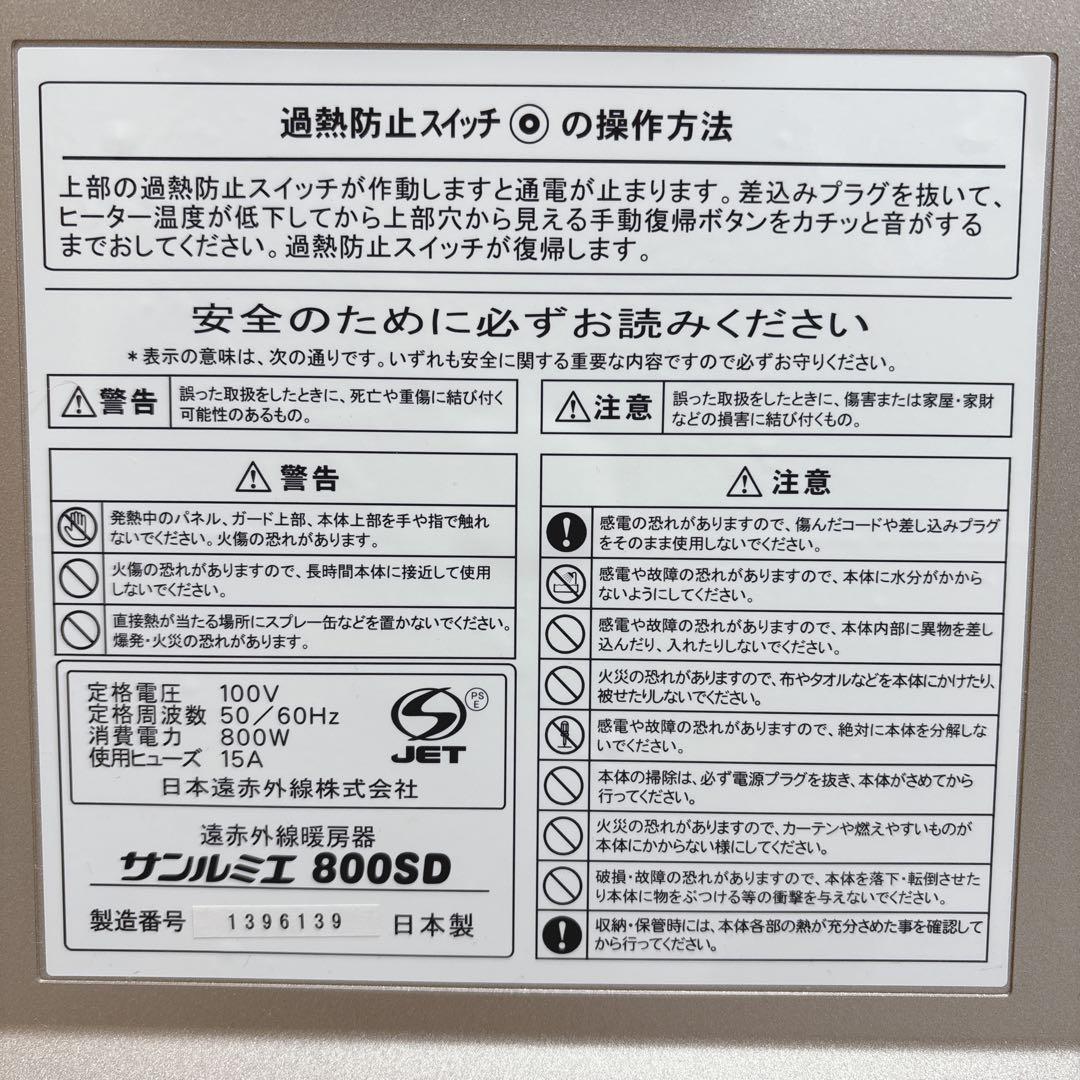 過熱防止スイッチ の操作方法
上部の過熱防止スイッチが作動しますと通電が止まります。差込みプラグを抜いて、
ヒーター温度が低下してから上部穴から見える手動復帰ボタンをカチッと音がする
までおしてください。過熱防止スイッチが復帰します。
安全のために必ずお読みください
*表示の意味は、次の通りです。いずれも安全に関する重要な内容ですので必ずお守りください。
警告
誤った取扱をしたときに、死亡や重傷に結び付く
可能性のあるもの。
注意
誤った取扱をしたときに、傷害または家屋・家財
などの損害に結び付くもの。
警告
発熱中のパネル、ガード上部、本体上部を手や指で触れ
ないでください。火傷の恐れがあります。
火傷の恐れがありますので、長時間本体に接近して使用
しないでください。
直接熱が当たる場所にスプレー缶などを置かないでください。
爆発・火災の恐れがあります。
定格電圧 100V
定格周波数 50/60Hz
消費電力 800W
使用ヒューズ 15A
JET
PS
E
日本遠赤外線株式会社
遠赤外線暖房器
サンルミエ 800SD
製造番号 1396139 日本製
注意
感電の恐れがありますので、傷んだコードや差し込みプラグ
をそのまま使用しないでください。
感電や故障の恐れがありますので、本体に水分がかから
ないようにしてください。
感電や故障の恐れがありますので、本体内部に異物を差し
込んだり、入れたりしないでください。
火災の恐れがありますので、布やタオルなどを本体にかけたり、
被せたりしないでください。
感電や故障の恐れがありますので、絶対に本体を分解しな
いでください。
本体の掃除は、必ず電源プラグを抜き、本体がさめてから
行ってください。
火災の恐れがありますので、カーテンや燃えやすいものが
本体にかからない様にしてください。
破損・故障の恐れがありますので、本体を落下・転倒させた
り本体に物をぶつける等の衝撃を与えないでください。
収納・保管時には、本体各部の熱が充分さめた事を確認して
から行ってください。